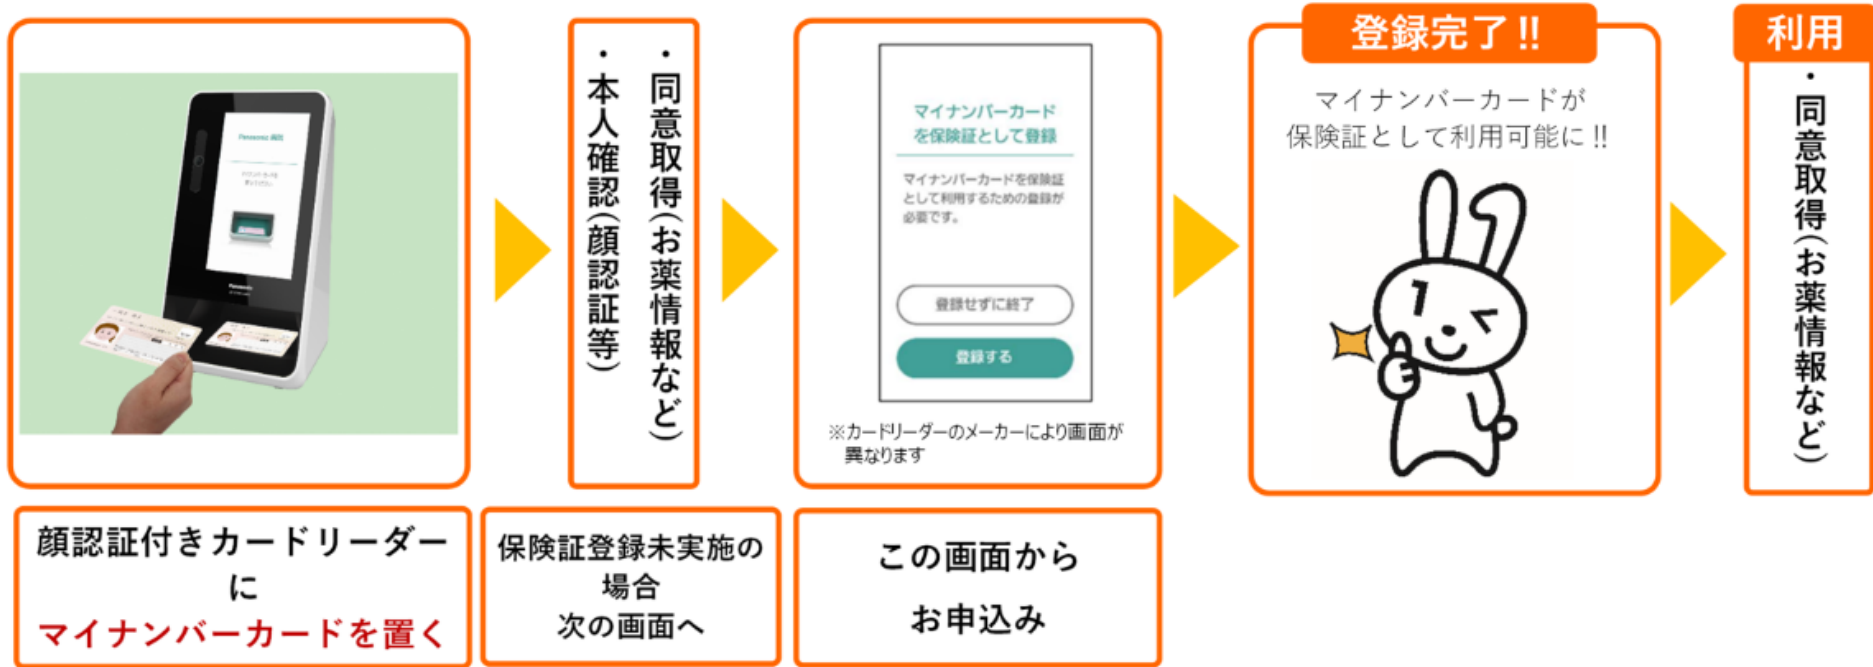 Panasonic 病院
Panasonic
顔認証付きカードリーダー
に
マイナンバーカードを置く
・同意取得(お薬情報など)
・本人確認(顔認証等)
保険証登録未実施の
場合
次の画面へ
マイナンバーカード
を保険証として登録
マイナンバーカードを保険証
として利用するための登録が
必要です。
登録せずに終了
登録する
※カードリーダーのメーカーにより画面が
異なります
この画面から
お申込み
登録完了!!
マイナンバーカードが
保険証として利用可能に!!
利用
・同意取得(お薬情報など)